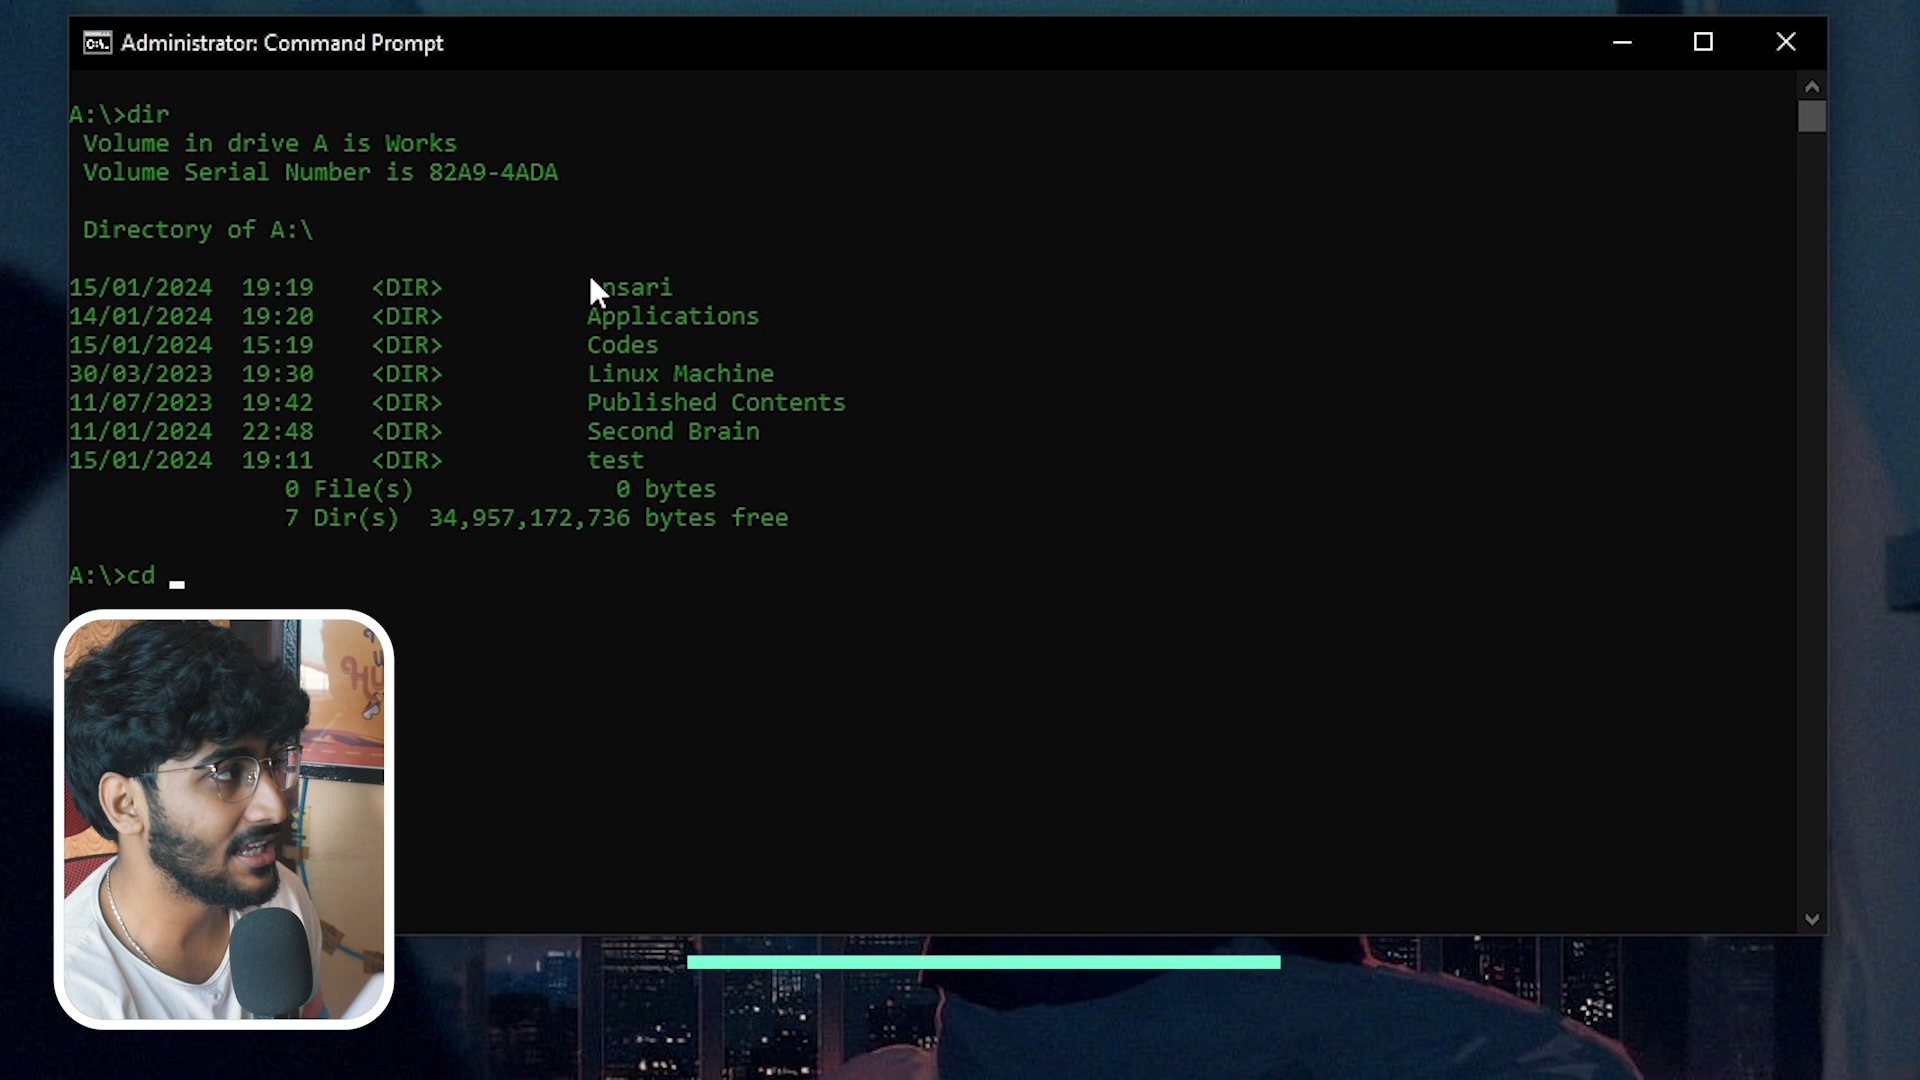 Administrator: Command Prompt
A:\>dir
Volume in drive A is Works
Volume Serial Number is 82A9-4ADA
Directory of A:\
15/01/2024 19:19 <DIR> nsari
14/01/2024 19:20 <DIR> Applications
15/01/2024 15:19 <DIR> Codes
30/03/2023 19:30 <DIR> Linux Machine
11/07/2023 19:42 <DIR> Published Contents
11/01/2024 22:48 <DIR> Second Brain
15/01/2024 19:11 <DIR> test
0 File(s) 0 bytes
7 Dir(s) 34,957,172,736 bytes free
A:\>cd